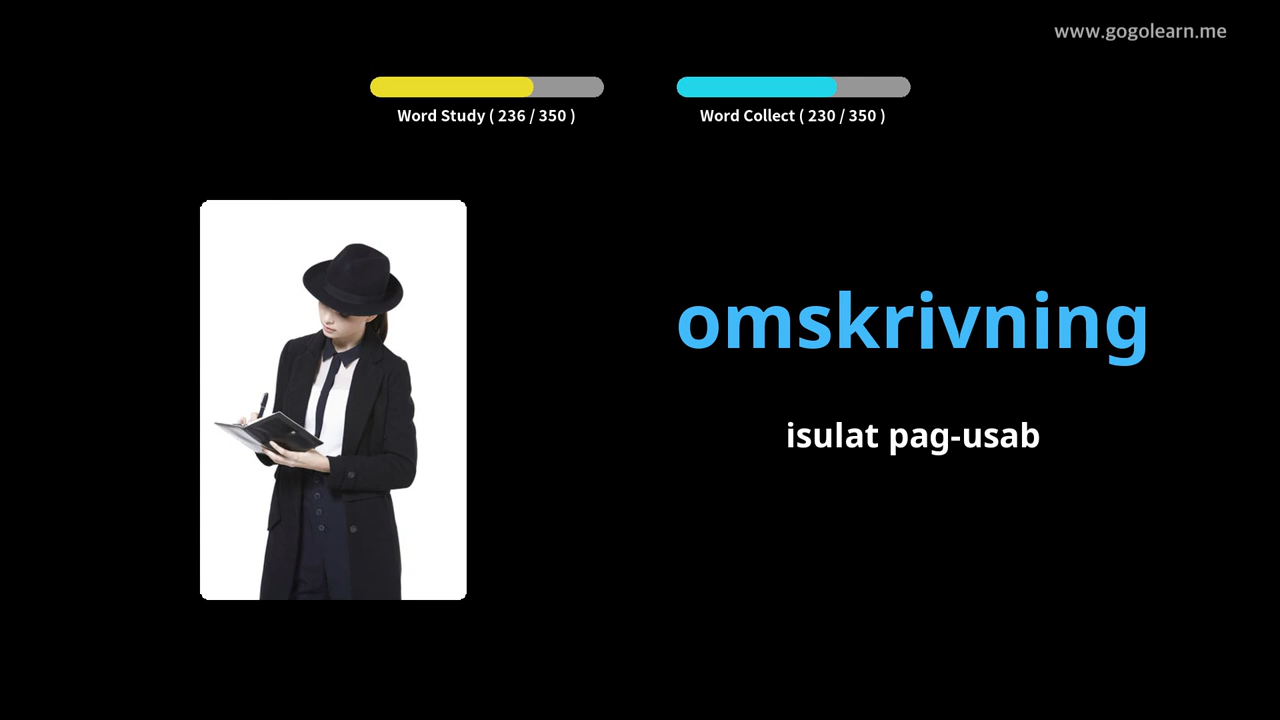 www.gogolearn.me
Word Study ( 236 / 350 )
Word Collect ( 230 / 350 )
omskrivning
isulat pag-usab